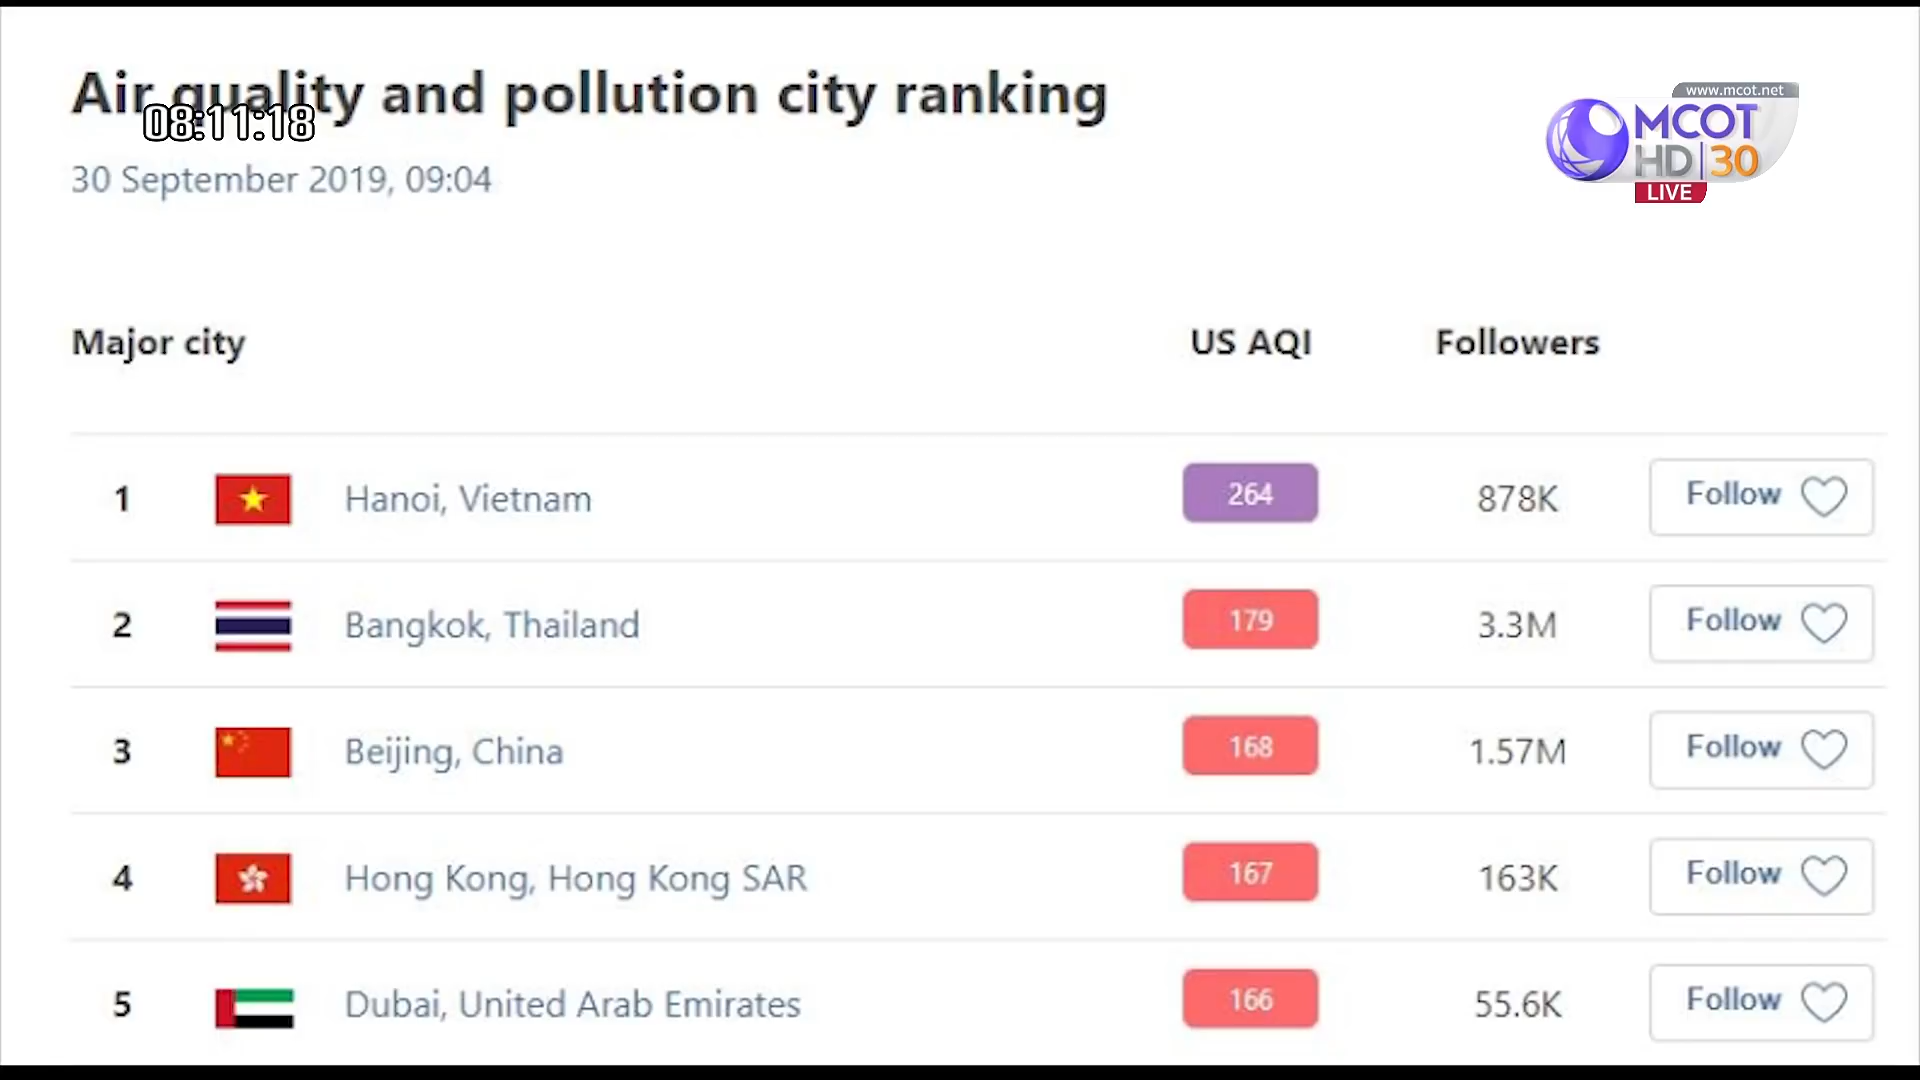 Air quality and pollution city ranking
08:11:18
30 September 2019, 09:04
www.mcot.net
MCOT
HD 30
LIVE
Major city US AQI Followers
1 Hanoi, Vietnam 264 878K Follow
2 Bangkok, Thailand 179 3.3M Follow
3 Beijing, China 168 1.57M Follow
4 Hong Kong, Hong Kong SAR 167 163K Follow
5 Dubai, United Arab Emirates 166 55.6K Follow